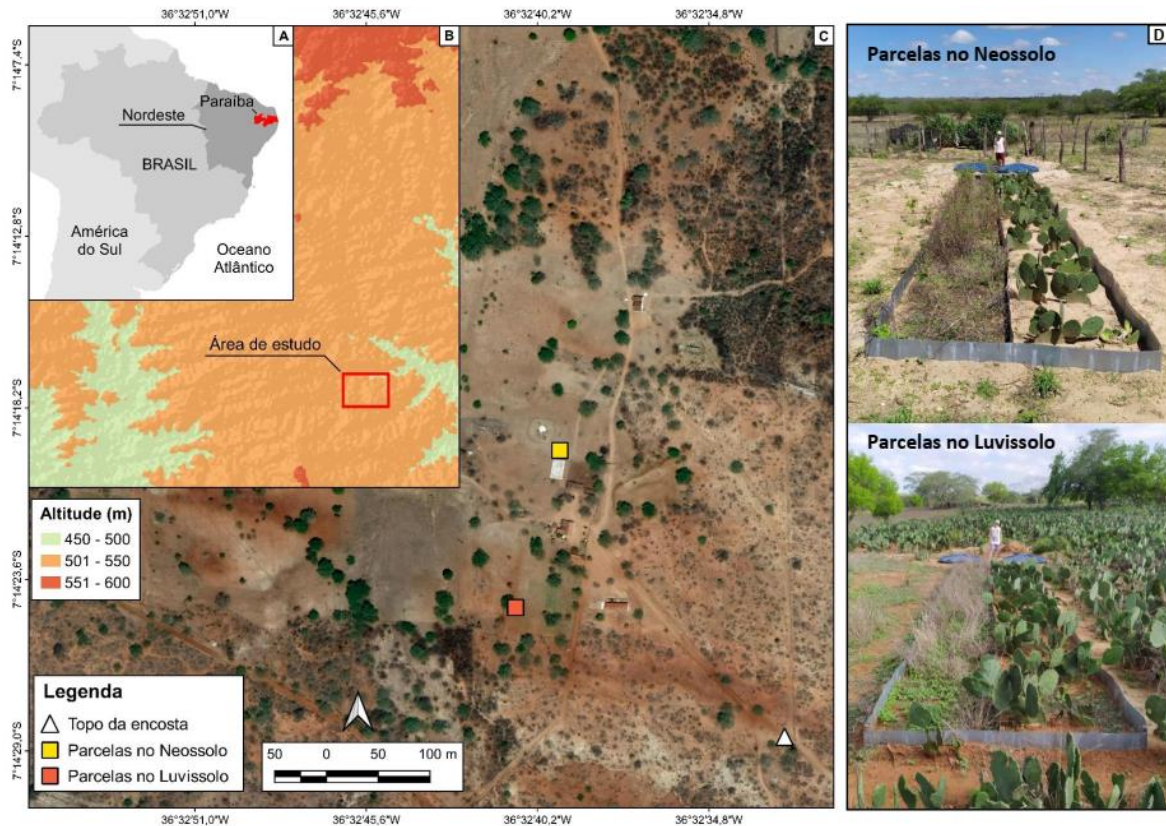 36°32'51,0"W
36°32'45,6"W
36°32'40,2"W
36°32'34,8"W
7°14'7,4"S
7°14'12,8"S
7°14'18,2"S
7°14'23,6"S
7°14'29,0"S
A
Paraíba
Nordeste
BRASIL
América
do Sul
Oceano
Atlântico
B
Área de estudo
Altitude (m)
450 - 500
501 - 550
551 - 600
C
Legenda
Topo da encosta
Parcelas no Neossolo
Parcelas no Luvissolo
50 0 50 100 m
36°32'51,0"W
36°32'45,6"W
36°32'40,2"W
36°32'34,8"W
D
Parcelas no Neossolo
Parcelas no Luvissolo